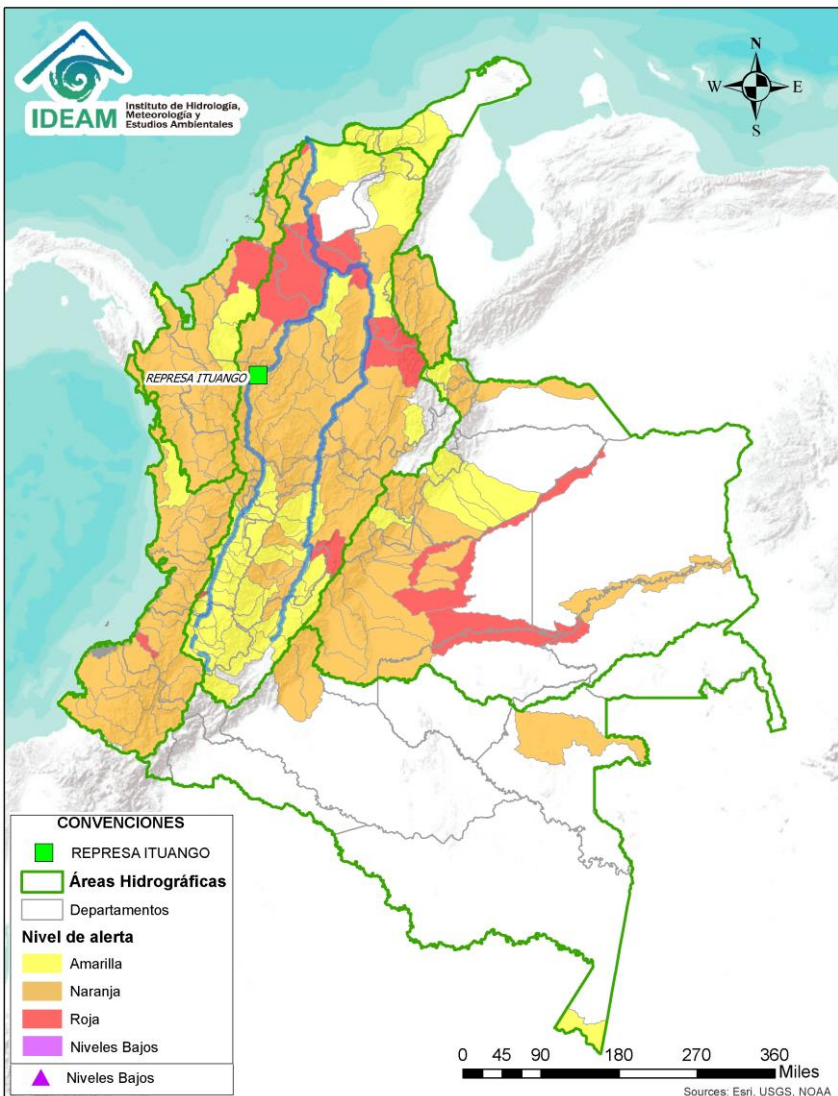 IDEAM
Instituto de Hidrología,
Meteorología y
Estudios Ambientales
N
W
E
S
REPRESA ITUANGO
CONVENCIONES
REPRESA ITUANGO
Áreas Hidrográficas
Departamentos
Nivel de alerta
Amarilla
Naranja
Roja
Niveles Bajos
Niveles Bajos
0 45 90 180 270 360
Miles
Sources: Esri, USGS, NOAA